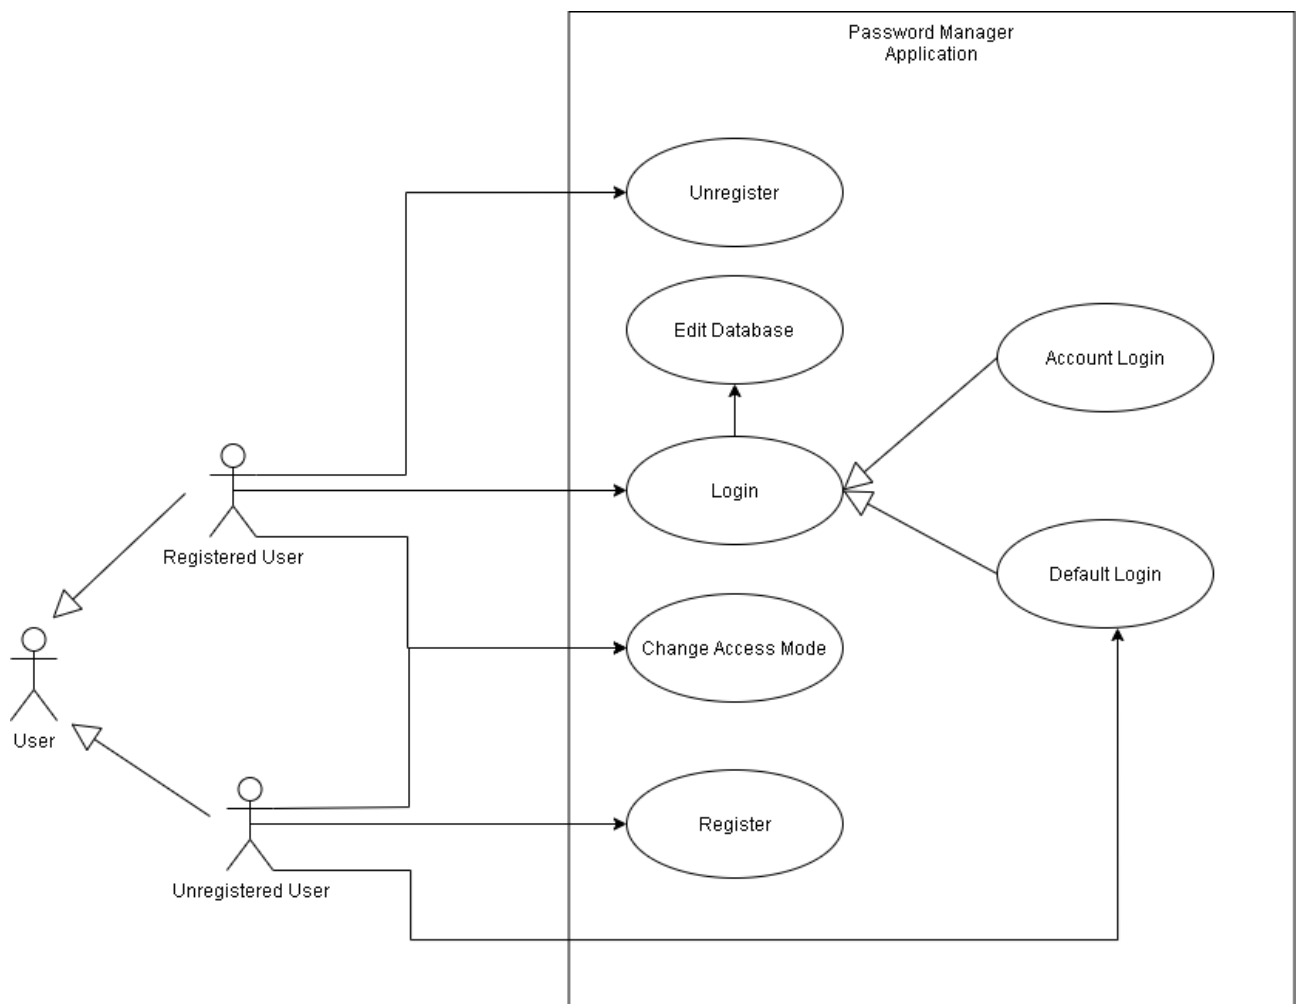 Password Manager
Application
Unregister
Edit Database
Account Login
Login
Registered User
Default Login
Change Access Mode
User
Register
Unregistered User